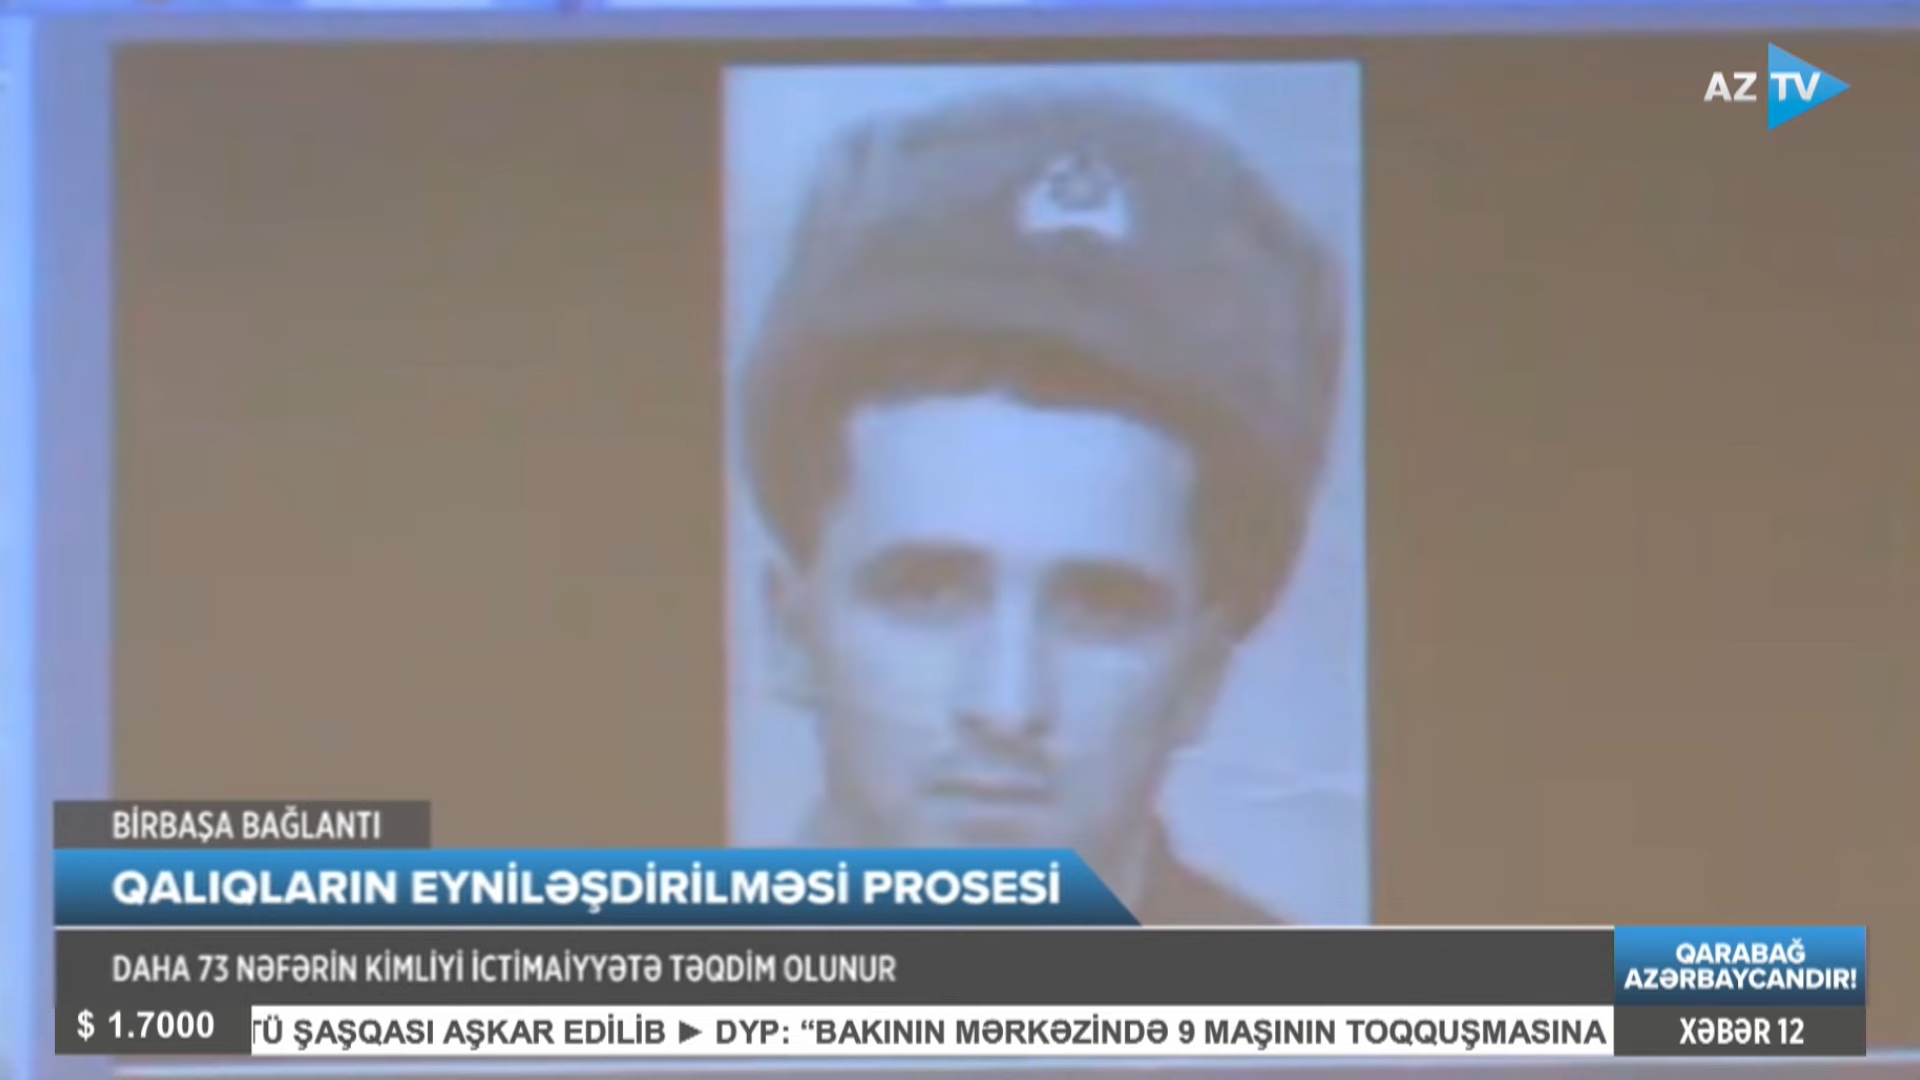 AZ TV
BİRBAŞA BAĞLANTI
QALIQLARIN EYNİLƏŞDİRİLMƏSİ PROSESİ
DAHA 73 NƏFƏRİN KİMLİYİ İCTİMAİYYƏTƏ TƏQDİM OLUNUR
QARABAĞ
AZƏRBAYCANDIR!
$ 1.7000
TÜ ŞAŞQASI AŞKAR EDİLİB ► DYP: “BAKININ MƏRKƏZİNDƏ 9 MAŞININ TOQQUŞMASINA
XƏBƏR 12